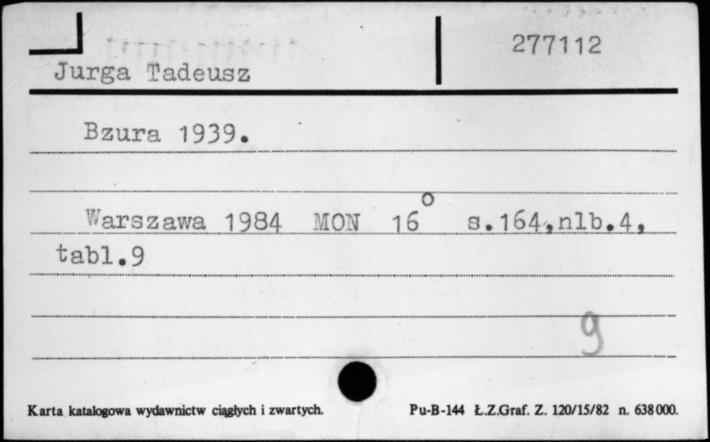 277112
Jurga Tadeusz
Bzura 1939.
Warszawa 1984 MON 16° s.164,nlb.4,
tabl.9
9
Karta katalogowa wydawnictw ciągłych i zwartych. Pu-B-144 Ł.Z.Graf. Z. 120/15/82 n. 638000.